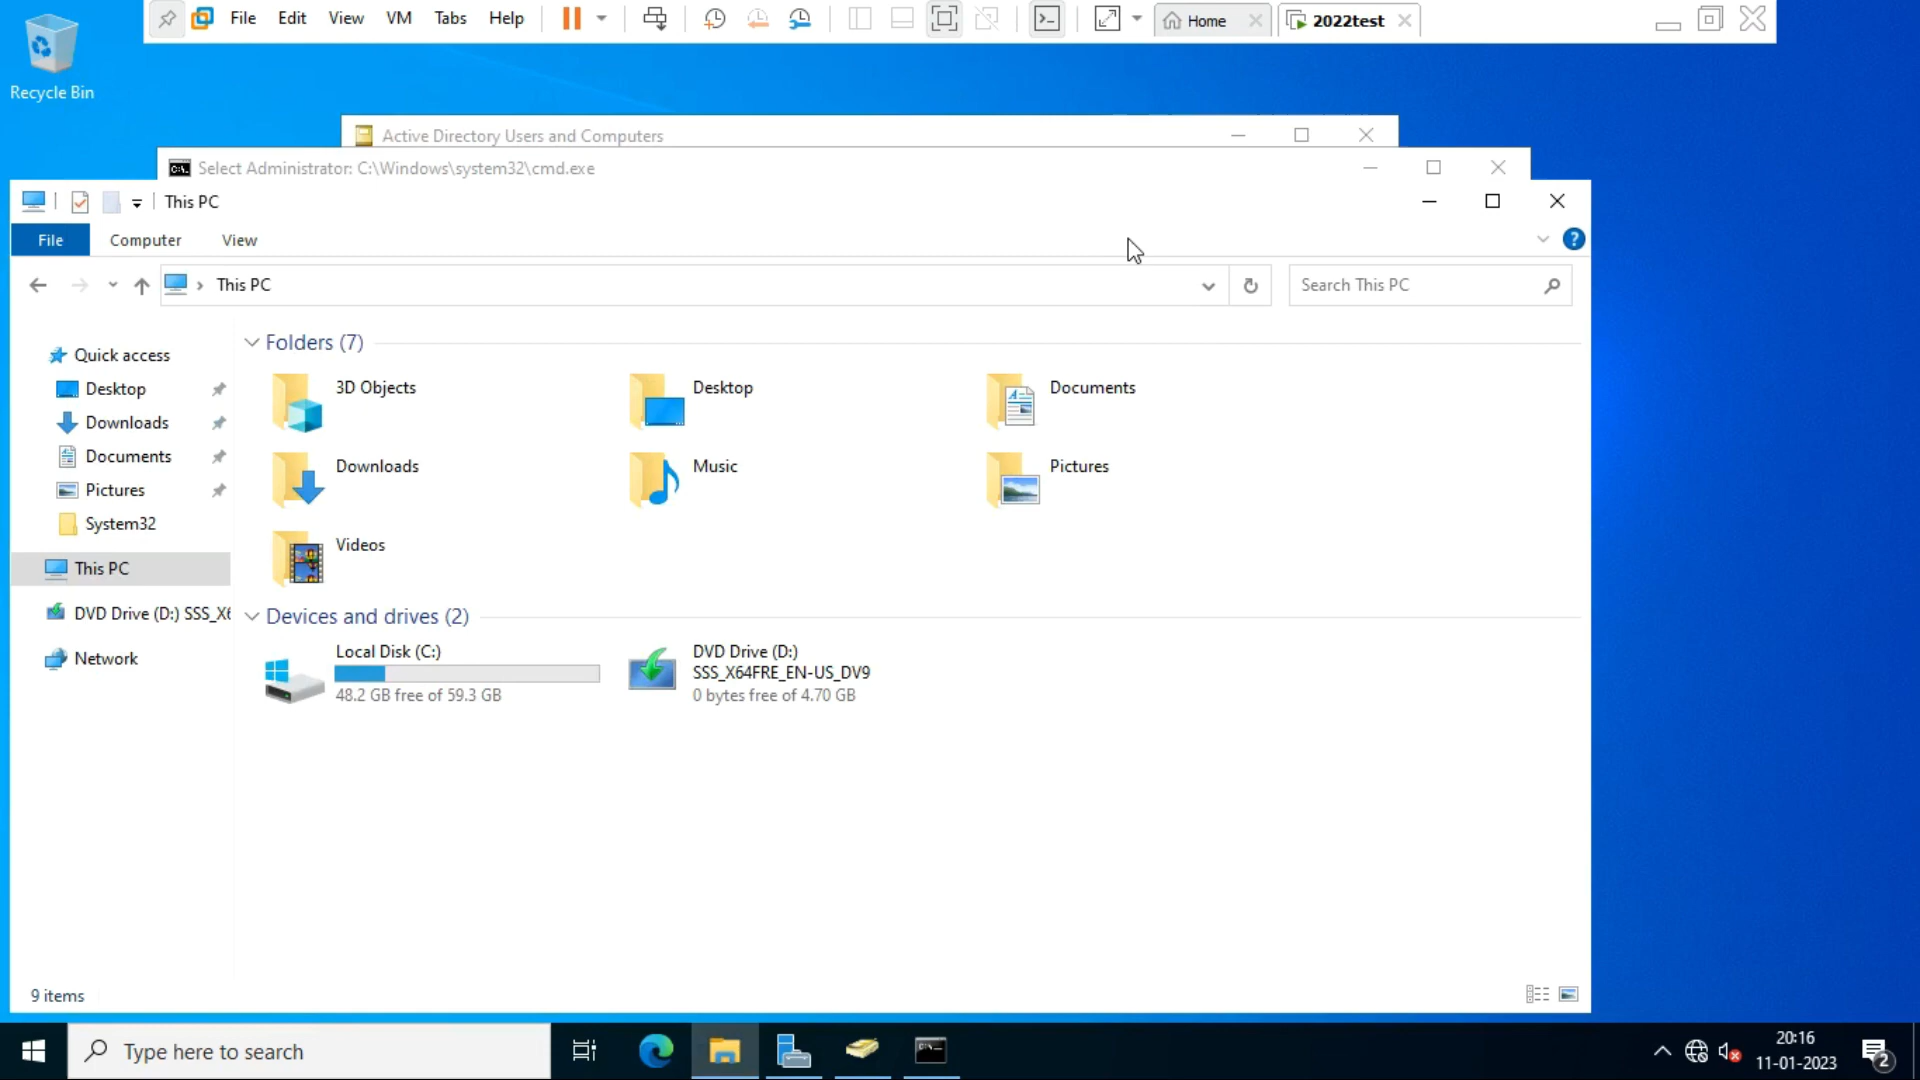 File Edit View VM Tabs Help Home 2022test
Recycle Bin
Active Directory Users and Computers
Select Administrator: C:\Windows\system32\cmd.exe
This PC
File Computer View
This PC
Search This PC
Quick access
Desktop
Downloads
Documents
Pictures
System32
This PC
DVD Drive (D:) SSS_X6
Network
Folders (7)
3D Objects
Desktop
Documents
Downloads
Music
Pictures
Videos
Devices and drives (2)
Local Disk (C:)
48.2 GB free of 59.3 GB
DVD Drive (D:)
SSS_X64FRE_EN-US_DV9
0 bytes free of 4.70 GB
9 items
Type here to search
20:16
11-01-2023
2